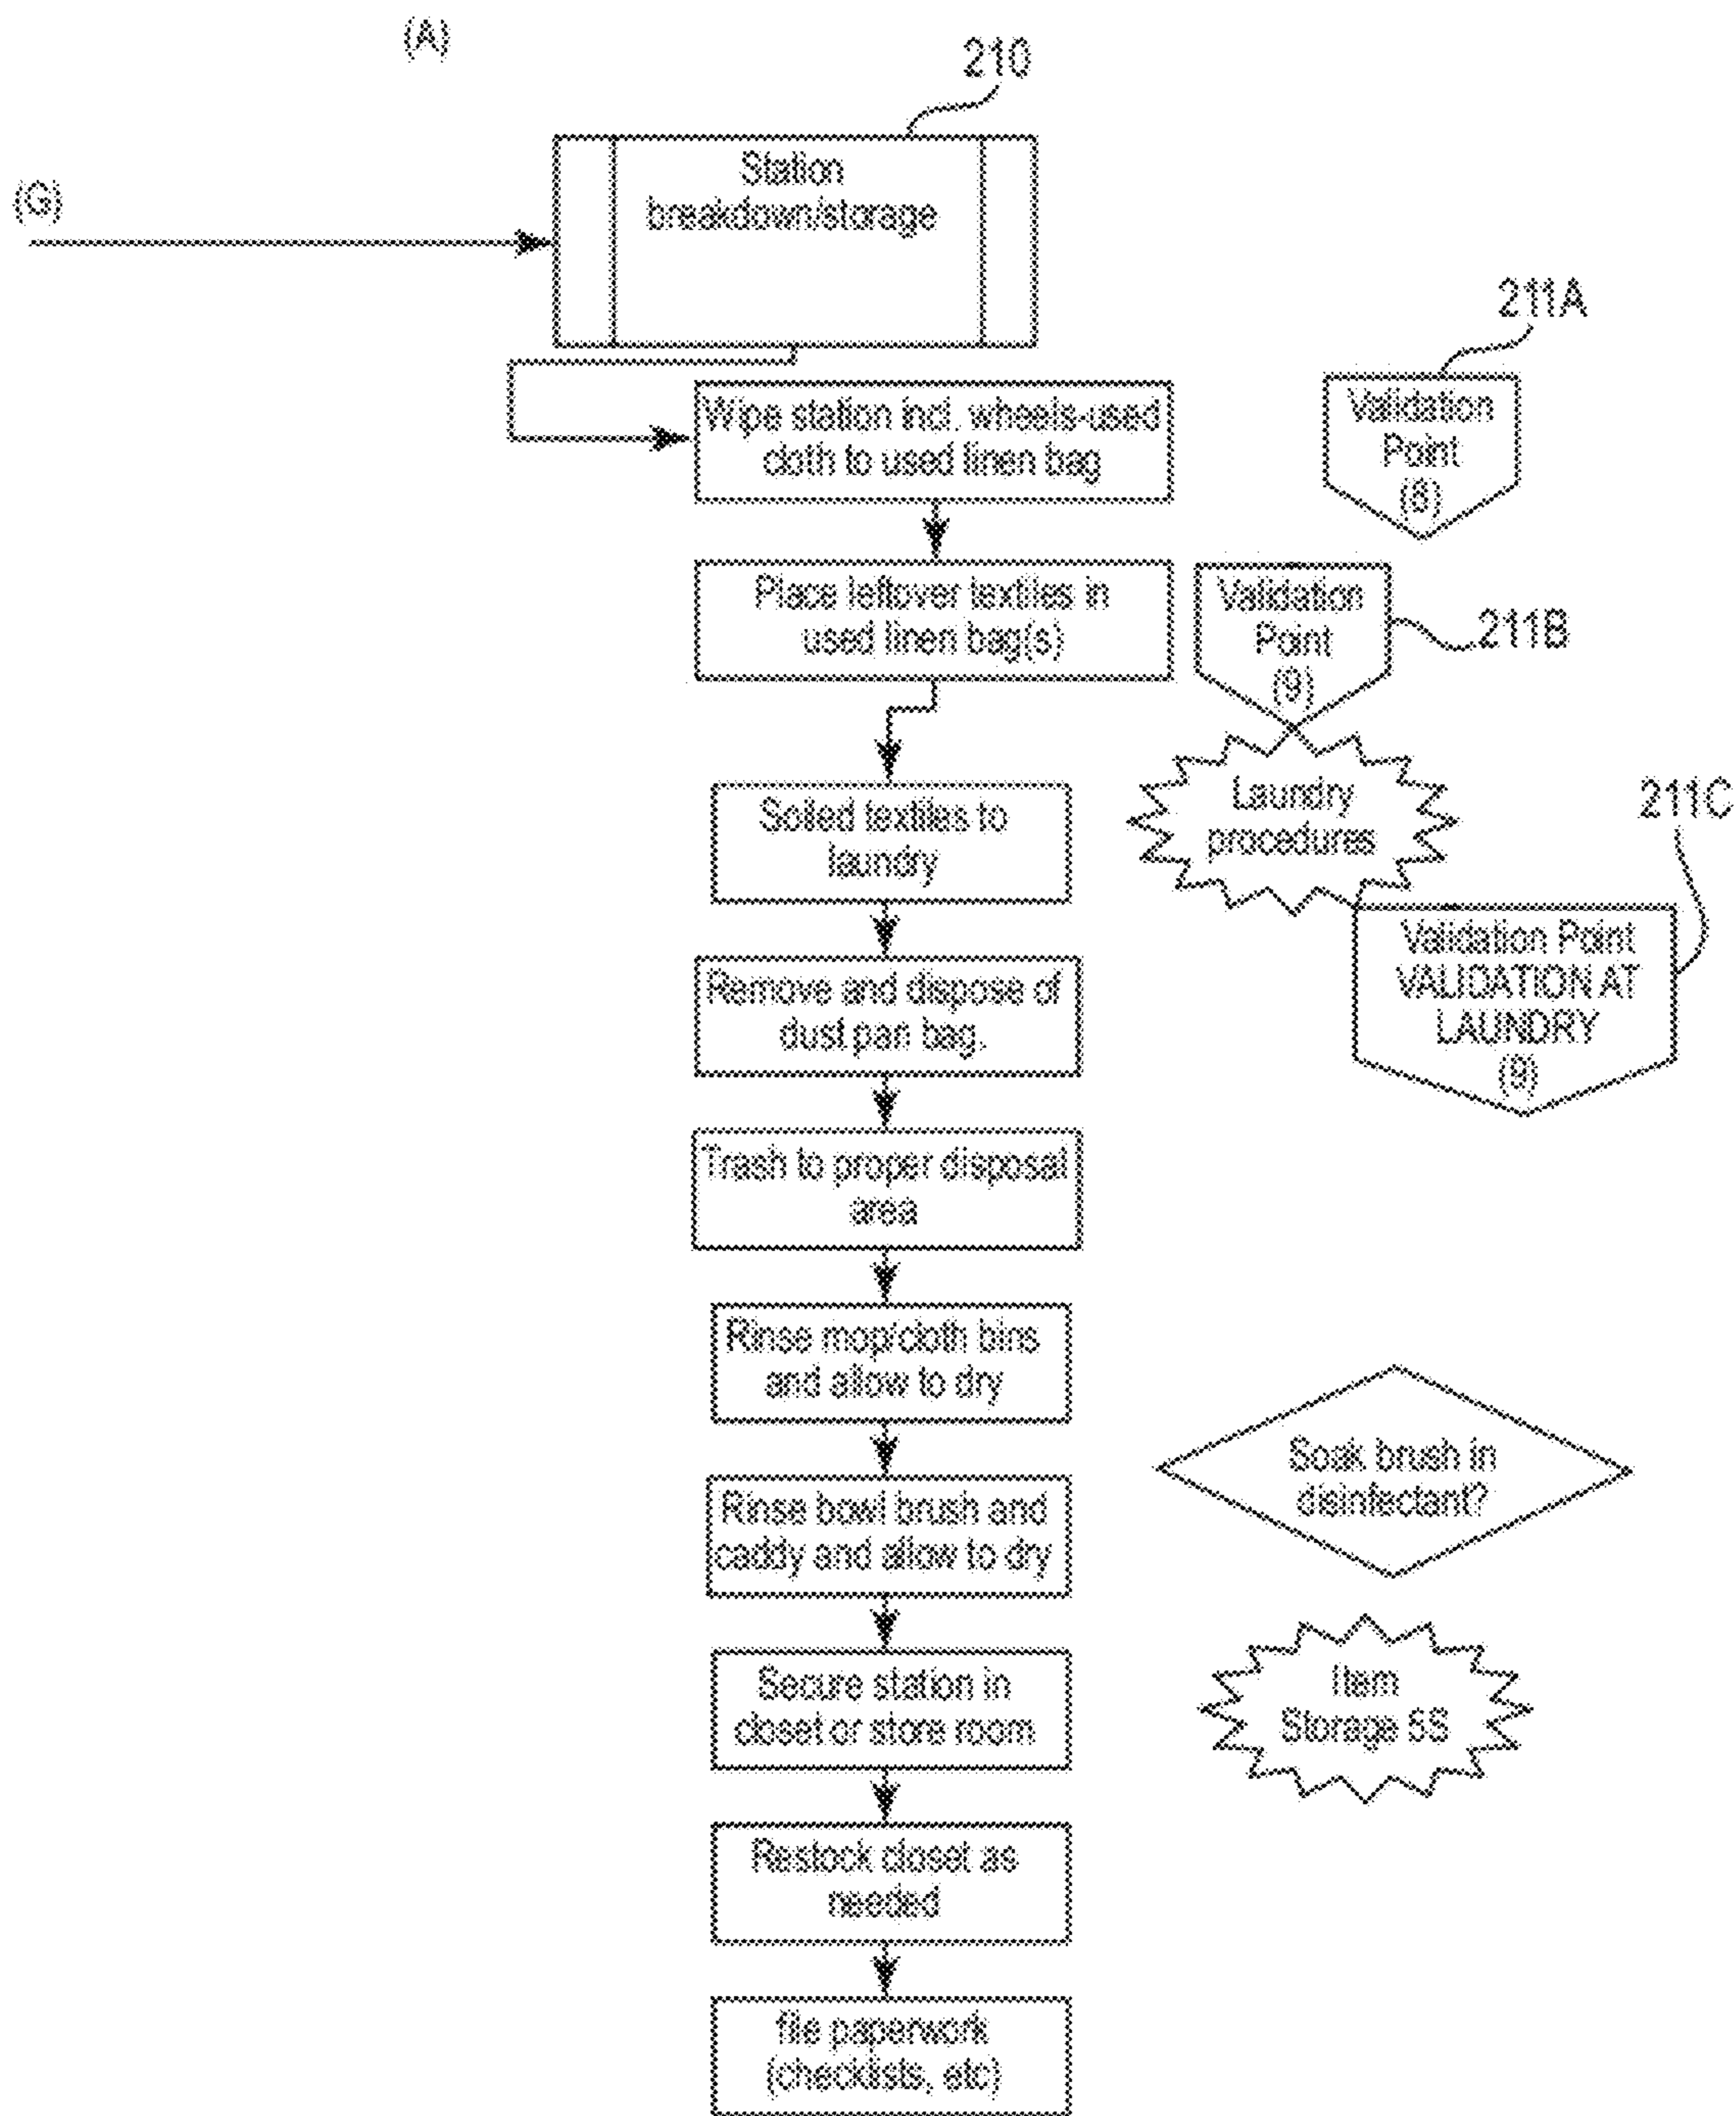 (A)
210
(G)
Station
breakdown/storage
211A
Wipe station incl. wheels-used
cloth to used linen bag
Validation
Point
(8)
Place leftover textiles in
used linen bag(s)
Validation
Point
(9)
211B
Soiled textiles to
laundry
Laundry
procedures
211C
Remove and dispose of
dust pan bag.
Validation Point
VALIDATION AT
LAUNDRY
(9)
Trash to proper disposal
area
Rinse mop/cloth bins
and allow to dry
Soak brush in
disinfectant?
Rinse bowl brush and
caddy and allow to dry
Secure station in
closet or store room
Item
Storage 5S
Restock closet as
needed
file paperwork
(checklists, etc)